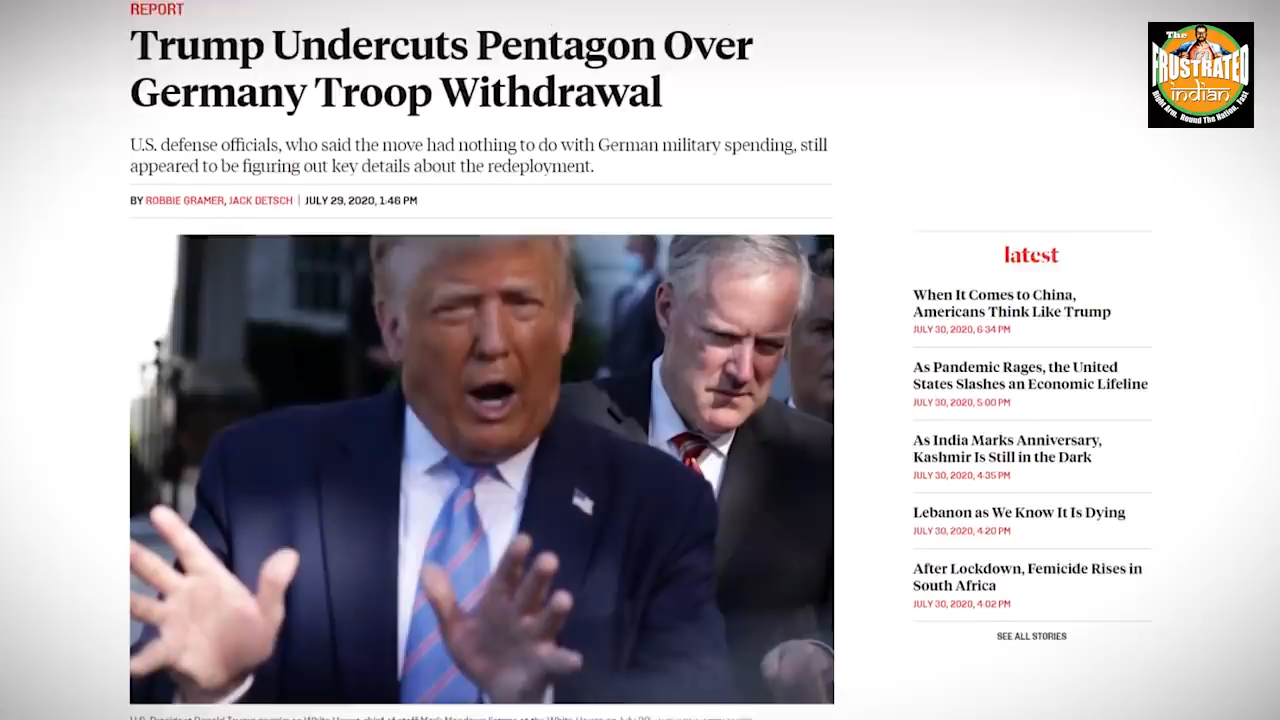 REPORT
Trump Undercuts Pentagon Over
Germany Troop Withdrawal
U.S. defense officials, who said the move had nothing to do with German military spending, still
appeared to be figuring out key details about the redeployment.
BY ROBBIE GRAMER, JACK DETSCH | JULY 29, 2020, 1:46 PM
The
FRUSTRATED
indian
Right Arm. Round The Nation. Fast
latest
When It Comes to China,
Americans Think Like Trump
JULY 30, 2020, 6:34 PM
As Pandemic Rages, the United
States Slashes an Economic Lifeline
JULY 30, 2020, 5:00 PM
As India Marks Anniversary,
Kashmir Is Still in the Dark
JULY 30, 2020, 4:35 PM
Lebanon as We Know It Is Dying
JULY 30, 2020, 4:20 PM
After Lockdown, Femicide Rises in
South Africa
JULY 30, 2020, 4:02 PM
SEE ALL STORIES